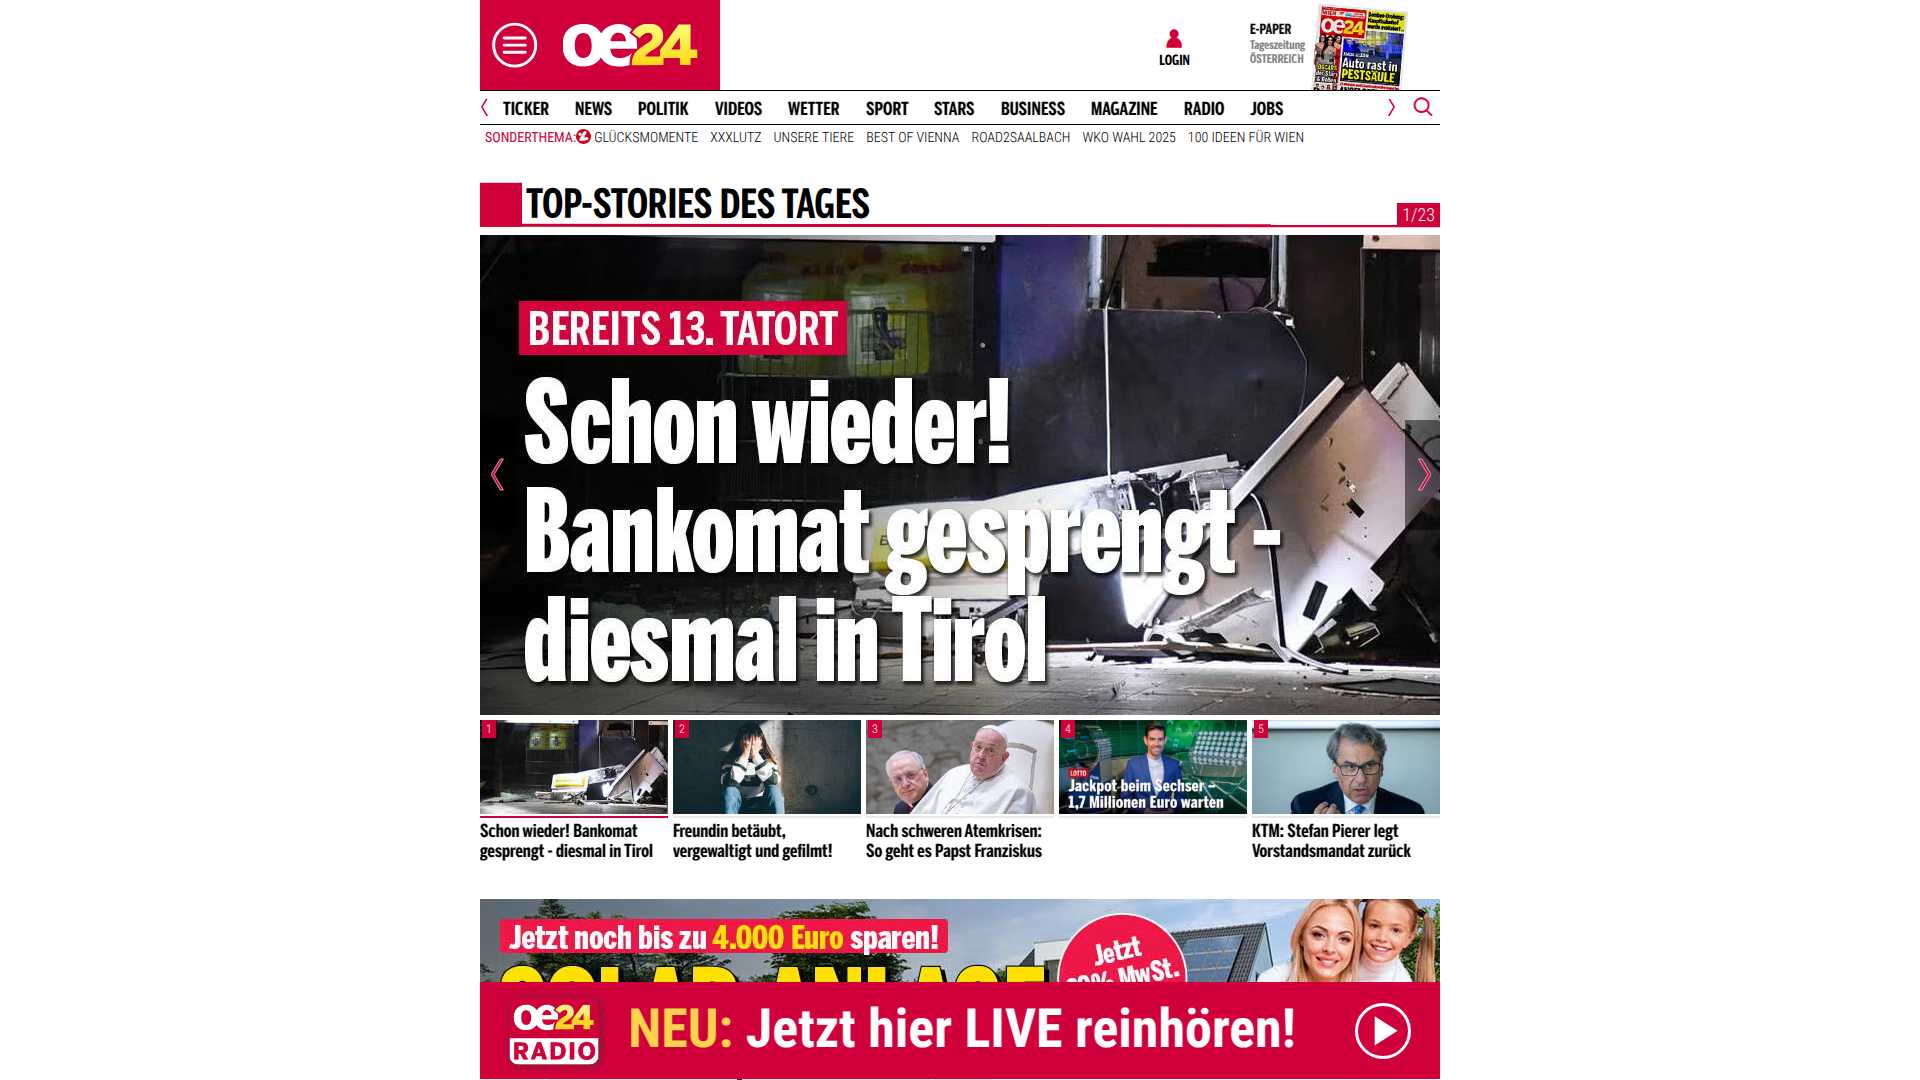 oe24
LOGIN
E-PAPER
Tageszeitung
ÖSTERREICH
oe24
Auto rast in
PESTSÄULE
TICKER NEWS POLITIK VIDEOS WETTER SPORT STARS BUSINESS MAGAZINE RADIO JOBS
SONDERTHEMA: GLÜCKSMOMENTE XXXLUTZ UNSERE TIERE BEST OF VIENNA ROAD2SAALBACH WKO WAHL 2025 100 IDEEN FÜR WIEN
TOP-STORIES DES TAGES
1/23
BEREITS 13. TATORT
Schon wieder!
Bankomat gesprengt -
diesmal in Tirol
1 2 3 4 5
LOTTO
Jackpot beim Sechser –
1,7 Millionen Euro warten
Schon wieder! Bankomat
gesprengt - diesmal in Tirol
Freundin betäubt,
vergewaltigt und gefilmt!
Nach schweren Atemkrisen:
So geht es Papst Franziskus
KTM: Stefan Pierer legt
Vorstandsmandat zurück
Jetzt noch bis zu 4.000 Euro sparen!
Jetzt
MwSt.
oe24
RADIO
NEU: Jetzt hier LIVE reinhören!